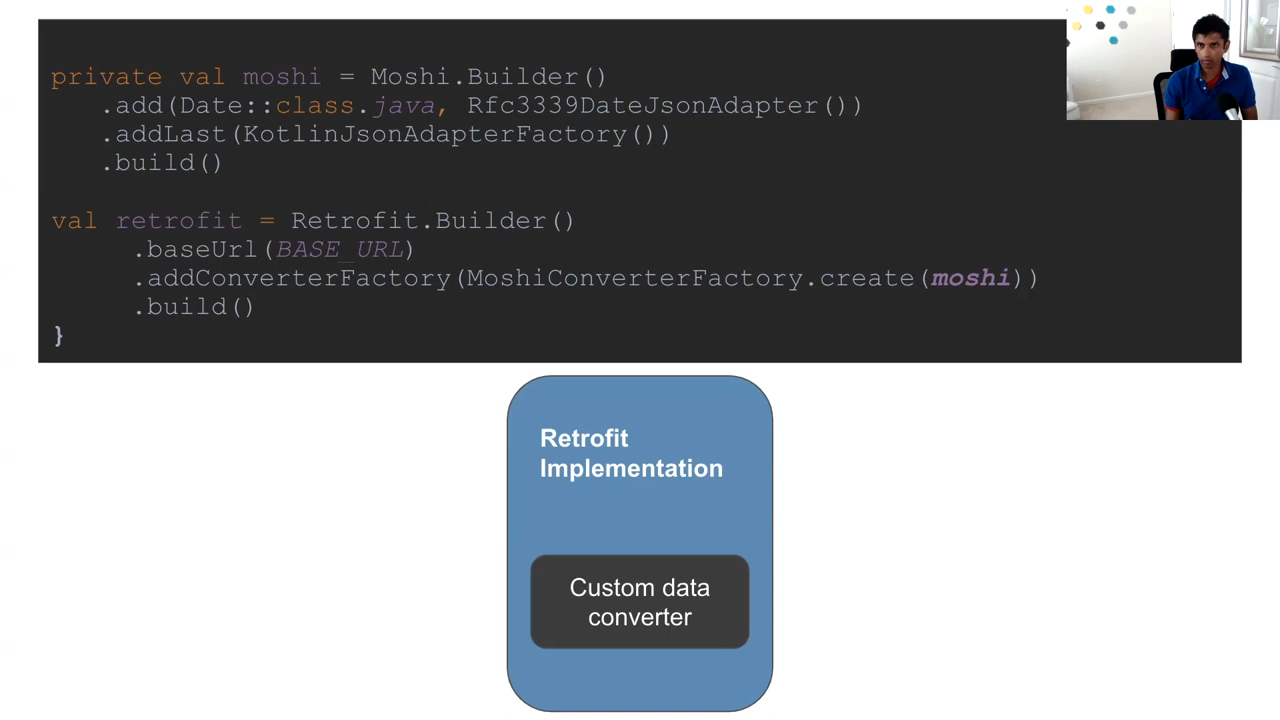 private val moshi = Moshi.Builder()
.add(Date::class.java, Rfc3339DateJsonAdapter())
.addLast(KotlinJsonAdapterFactory())
.build()
val retrofit = Retrofit.Builder()
.baseUrl(BASE_URL)
.addConverterFactory(MoshiConverterFactory.create(moshi))
.build()
}
Retrofit
Implementation
Custom data
converter